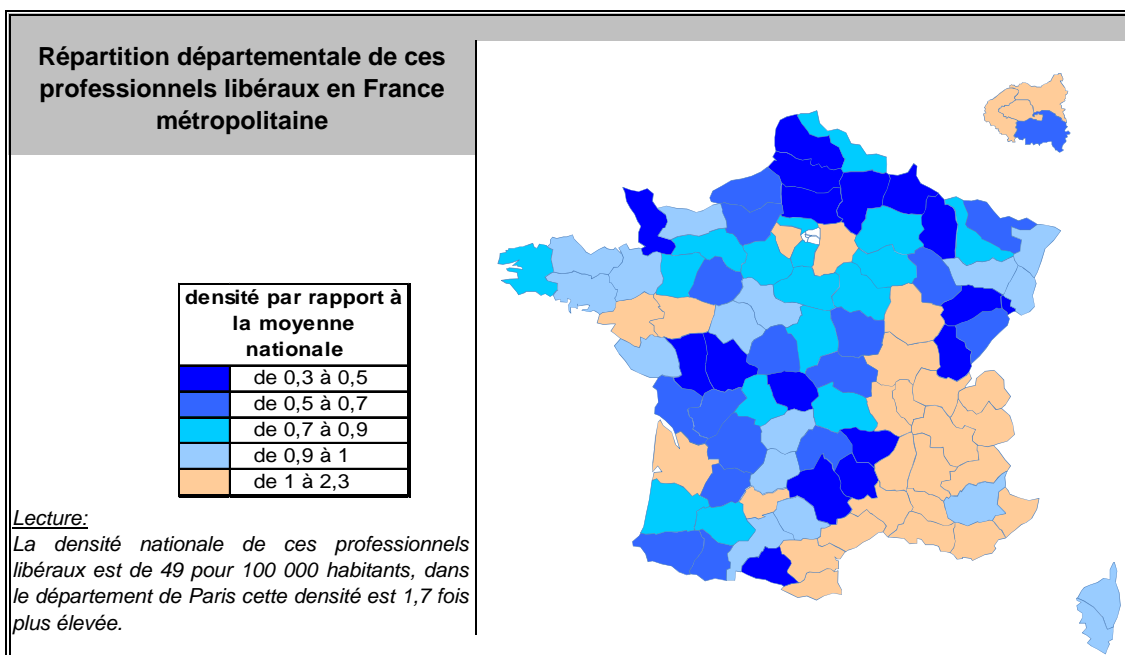 Répartition départementale de ces
professionnels libéraux en France
métropolitaine
densité par rapport à
la moyenne
nationale
de 0,3 à 0,5
de 0,5 à 0,7
de 0,7 à 0,9
de 0,9 à 1
de 1 à 2,3
Lecture:
La densité nationale de ces professionnels
libéraux est de 49 pour 100 000 habitants, dans
le département de Paris cette densité est 1,7 fois
plus élevée.